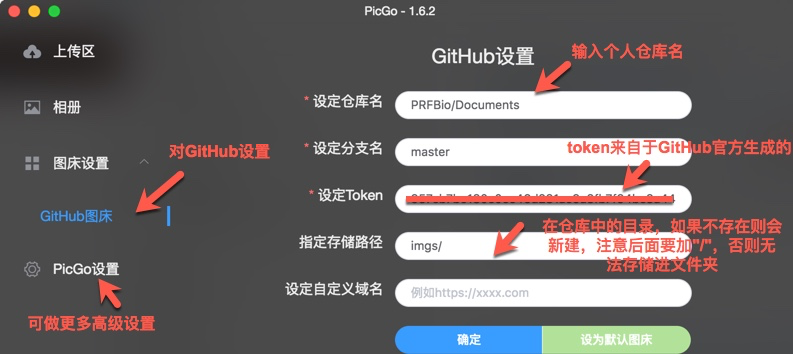 PicGo - 1.6.2
上传区
相册
图床设置
GitHub图床
PicGo设置
可做更多高级设置
对GitHub设置
GitHub设置
输入个人仓库名
* 设定仓库名
PRFBio/Documents
* 设定分支名
master
token来自于GitHub官方生成的
* 设定Token
在仓库中的目录，如果不存在则会
新建，注意后面要加"/"，否则无
法存储进文件夹
指定存储路径
imgs/
设定自定义域名
例如https://xxxx.com
确定
设为默认图床